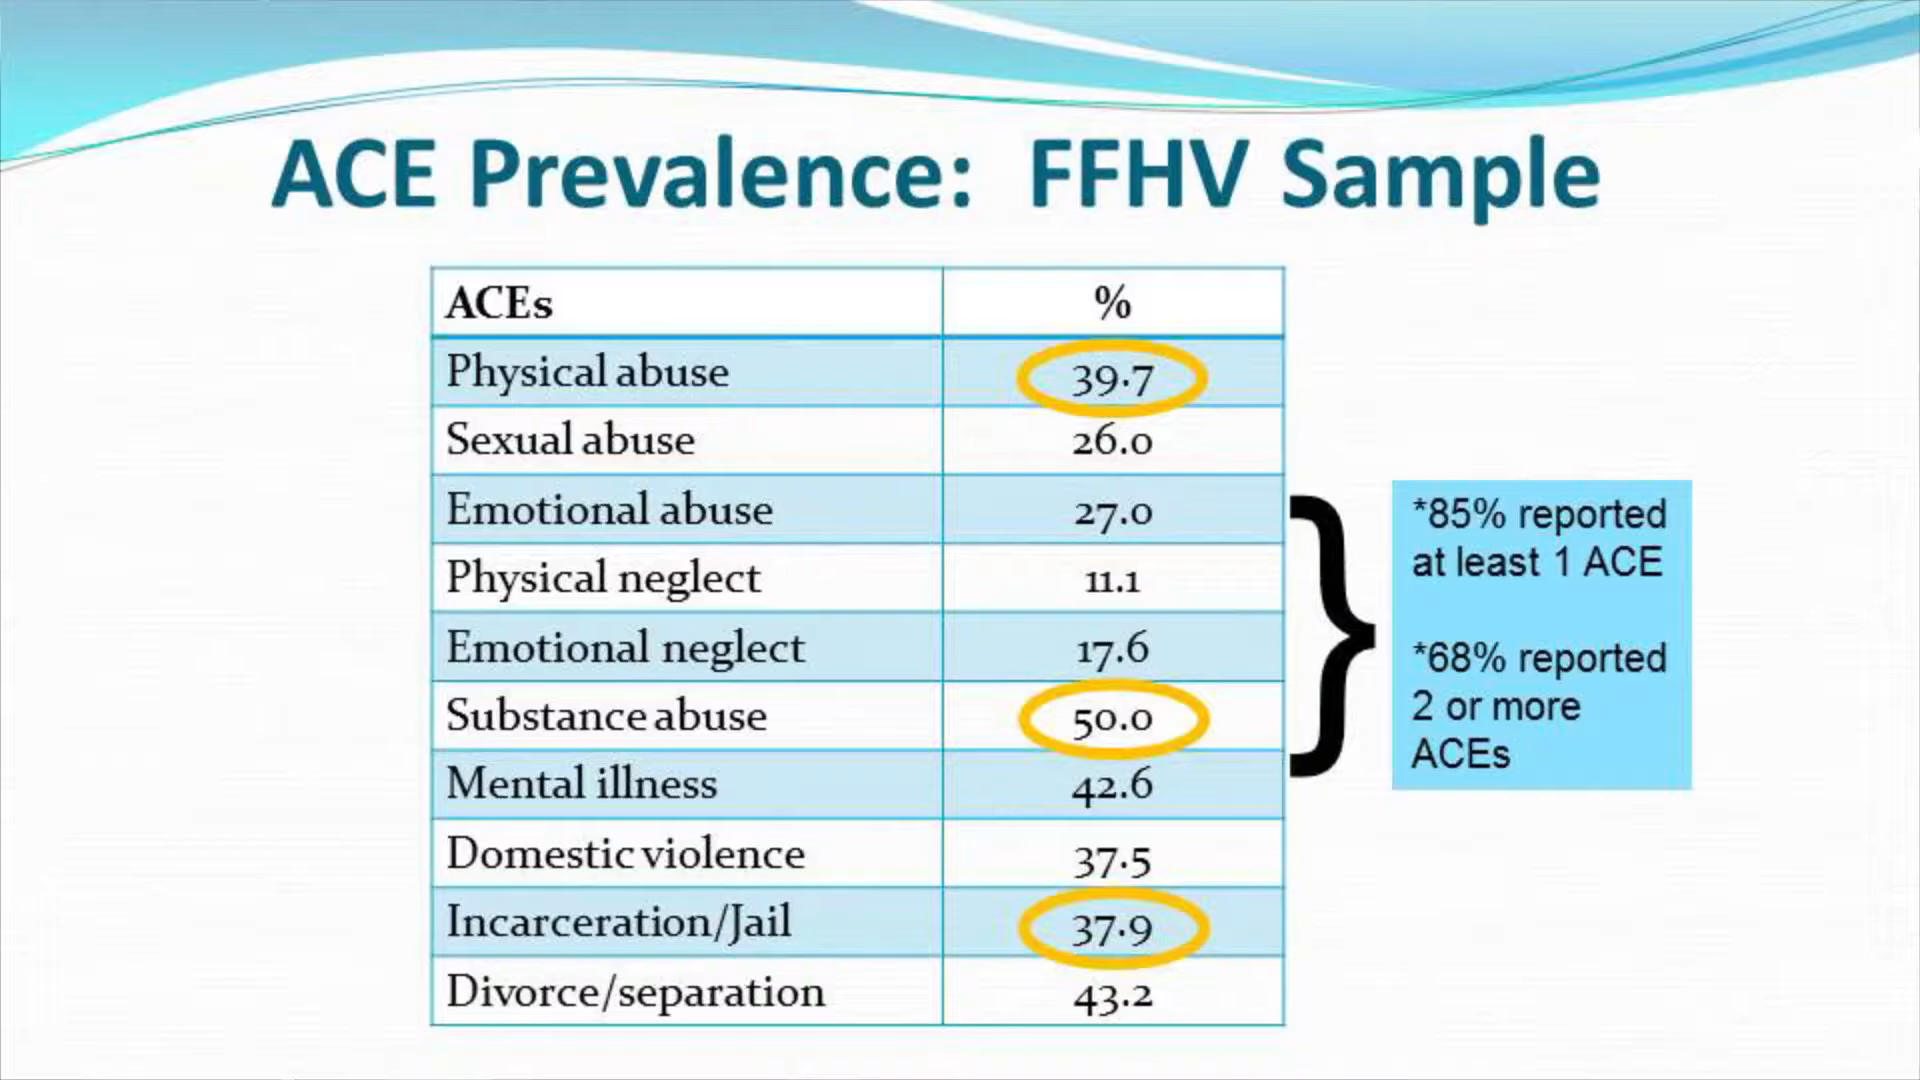 ACE Prevalence: FFHV Sample
ACEs %
Physical abuse 39.7
Sexual abuse 26.0
Emotional abuse 27.0
Physical neglect 11.1
Emotional neglect 17.6
Substance abuse 50.0
Mental illness 42.6
Domestic violence 37.5
Incarceration/Jail 37.9
Divorce/separation 43.2
*85% reported
at least 1 ACE
*68% reported
2 or more
ACEs